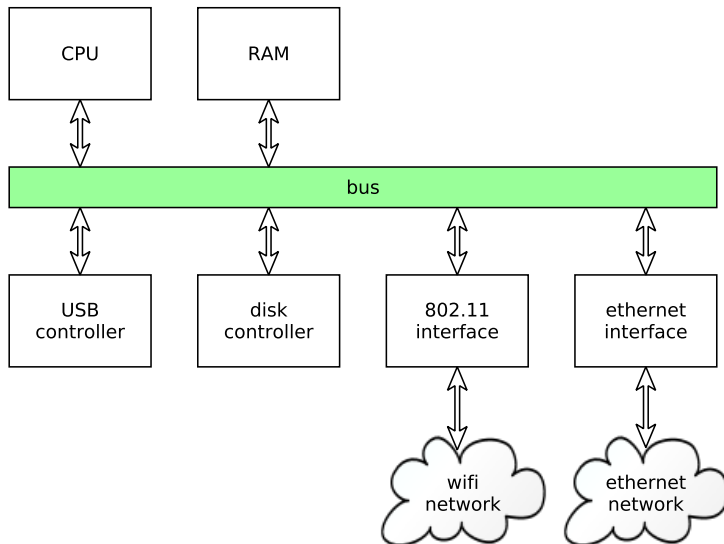 CPU
RAM
bus
USB
controller
disk
controller
802.11
interface
ethernet
interface
wifi
network
ethernet
network